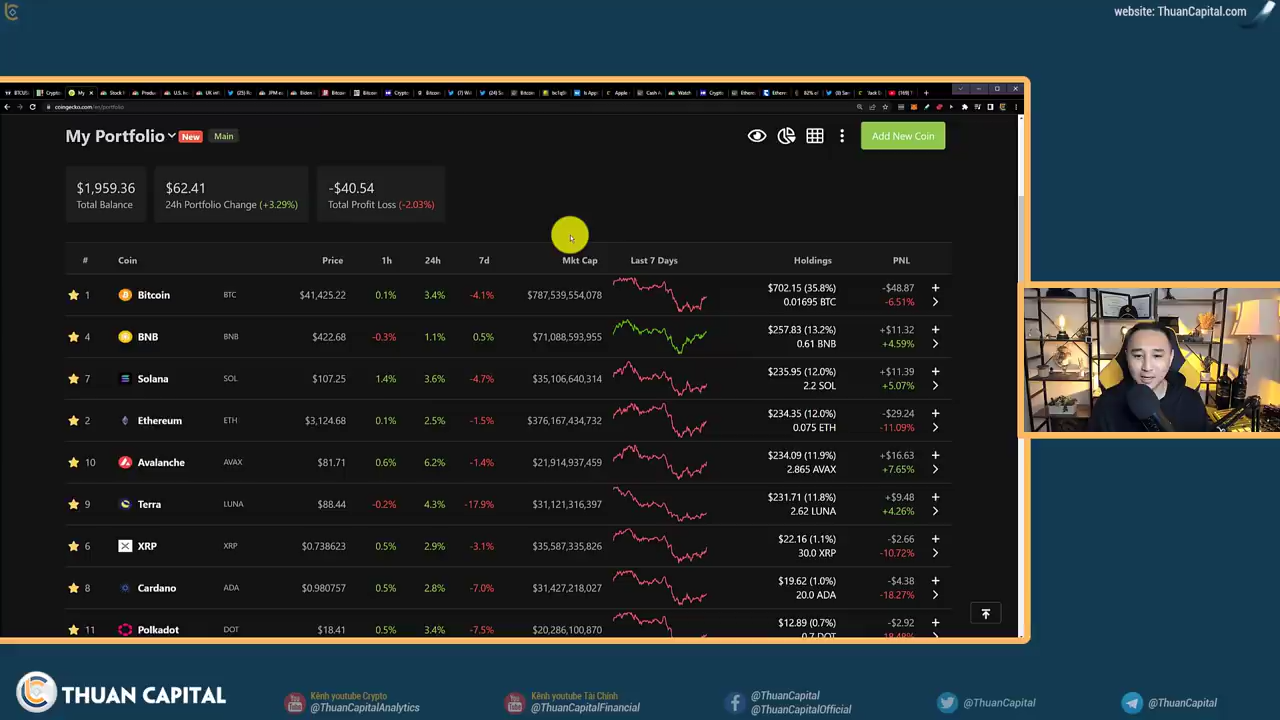 website: ThuanCapital.com
coingecko.com/en/portfolio
My Portfolio New Main
Add New Coin
$1,959.36
Total Balance
$62.41
24h Portfolio Change (+3.29%)
-$40.54
Total Profit Loss (-2.03%)
# Coin Price 1h 24h 7d Mkt Cap Last 7 Days Holdings PNL
1 Bitcoin BTC $41,425.22 0.1% 3.4% -4.1% $787,539,554,078 $702.15 (35.8%) -$48.87 +
0.01695 BTC -6.51%
4 BNB BNB $422.68 -0.3% 1.1% 0.5% $71,088,593,955 $257.83 (13.2%) +$11.32 +
0.61 BNB +4.59%
7 Solana SOL $107.25 1.4% 3.6% -4.7% $35,106,640,314 $235.95 (12.0%) +$11.39 +
2.2 SOL +5.07%
2 Ethereum ETH $3,124.68 0.1% 2.5% -1.5% $376,167,434,732 $234.35 (12.0%) -$29.24 +
0.075 ETH -11.09%
10 Avalanche AVAX $81.71 0.6% 6.2% -1.4% $21,914,937,459 $234.09 (11.9%) +$16.63 +
2.865 AVAX +7.65%
9 Terra LUNA $88.44 -0.2% 4.3% -17.9% $31,121,316,397 $231.71 (11.8%) +$9.48 +
2.62 LUNA +4.26%
6 XRP XRP $0.738623 0.5% 2.9% -3.1% $35,587,335,826 $22.16 (1.1%) -$2.66 +
30.0 XRP -10.72%
8 Cardano ADA $0.980757 0.5% 2.8% -7.0% $31,427,218,027 $19.62 (1.0%) -$4.38 +
20.0 ADA -18.27%
11 Polkadot DOT $18.41 0.5% 3.4% -7.5% $20,286,100,870 $12.89 (0.7%) -$2.92 +
0.7 DOT -18.48%
THUAN CAPITAL
Kênh youtube Crypto
@ThuanCapitalAnalytics
Kênh youtube Tài Chính
@ThuanCapitalFinancial
@ThuanCapital
@ThuanCapitalOfficial
@ThuanCapital
@ThuanCapital